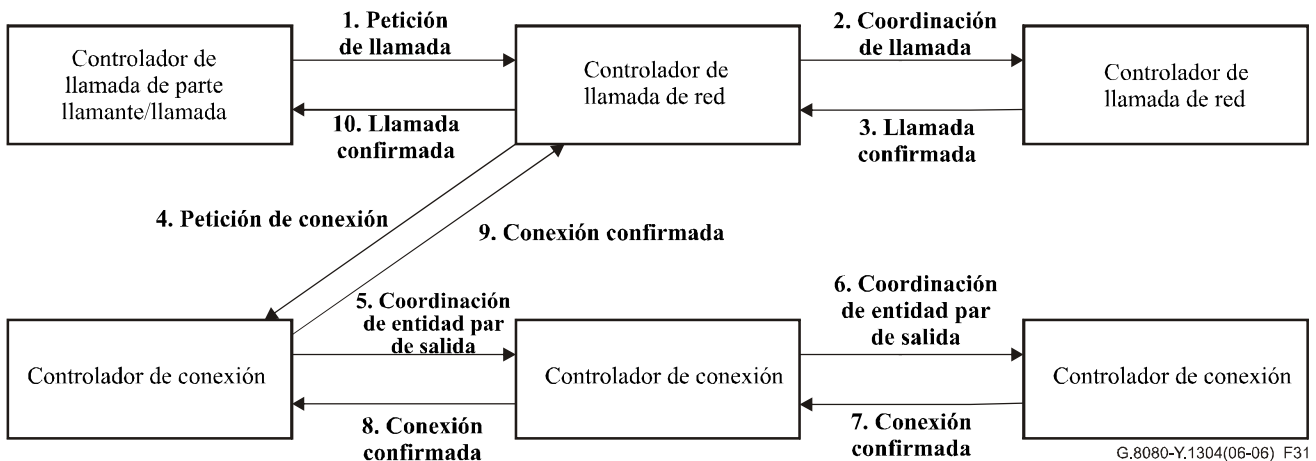 1. Petición
de llamada
2. Coordinación
de llamada
Controlador de
llamada de parte
llamante/llamada
Controlador de
llamada de red
Controlador de
llamada de red
10. Llamada
confirmada
3. Llamada
confirmada
4. Petición de conexión
9. Conexión confirmada
5. Coordinación
de entidad par
de salida
6. Coordinación
de entidad par
de salida
Controlador de conexión
Controlador de conexión
Controlador de conexión
8. Conexión
confirmada
7. Conexión
confirmada
G.8080-Y.1304(06-06) F31